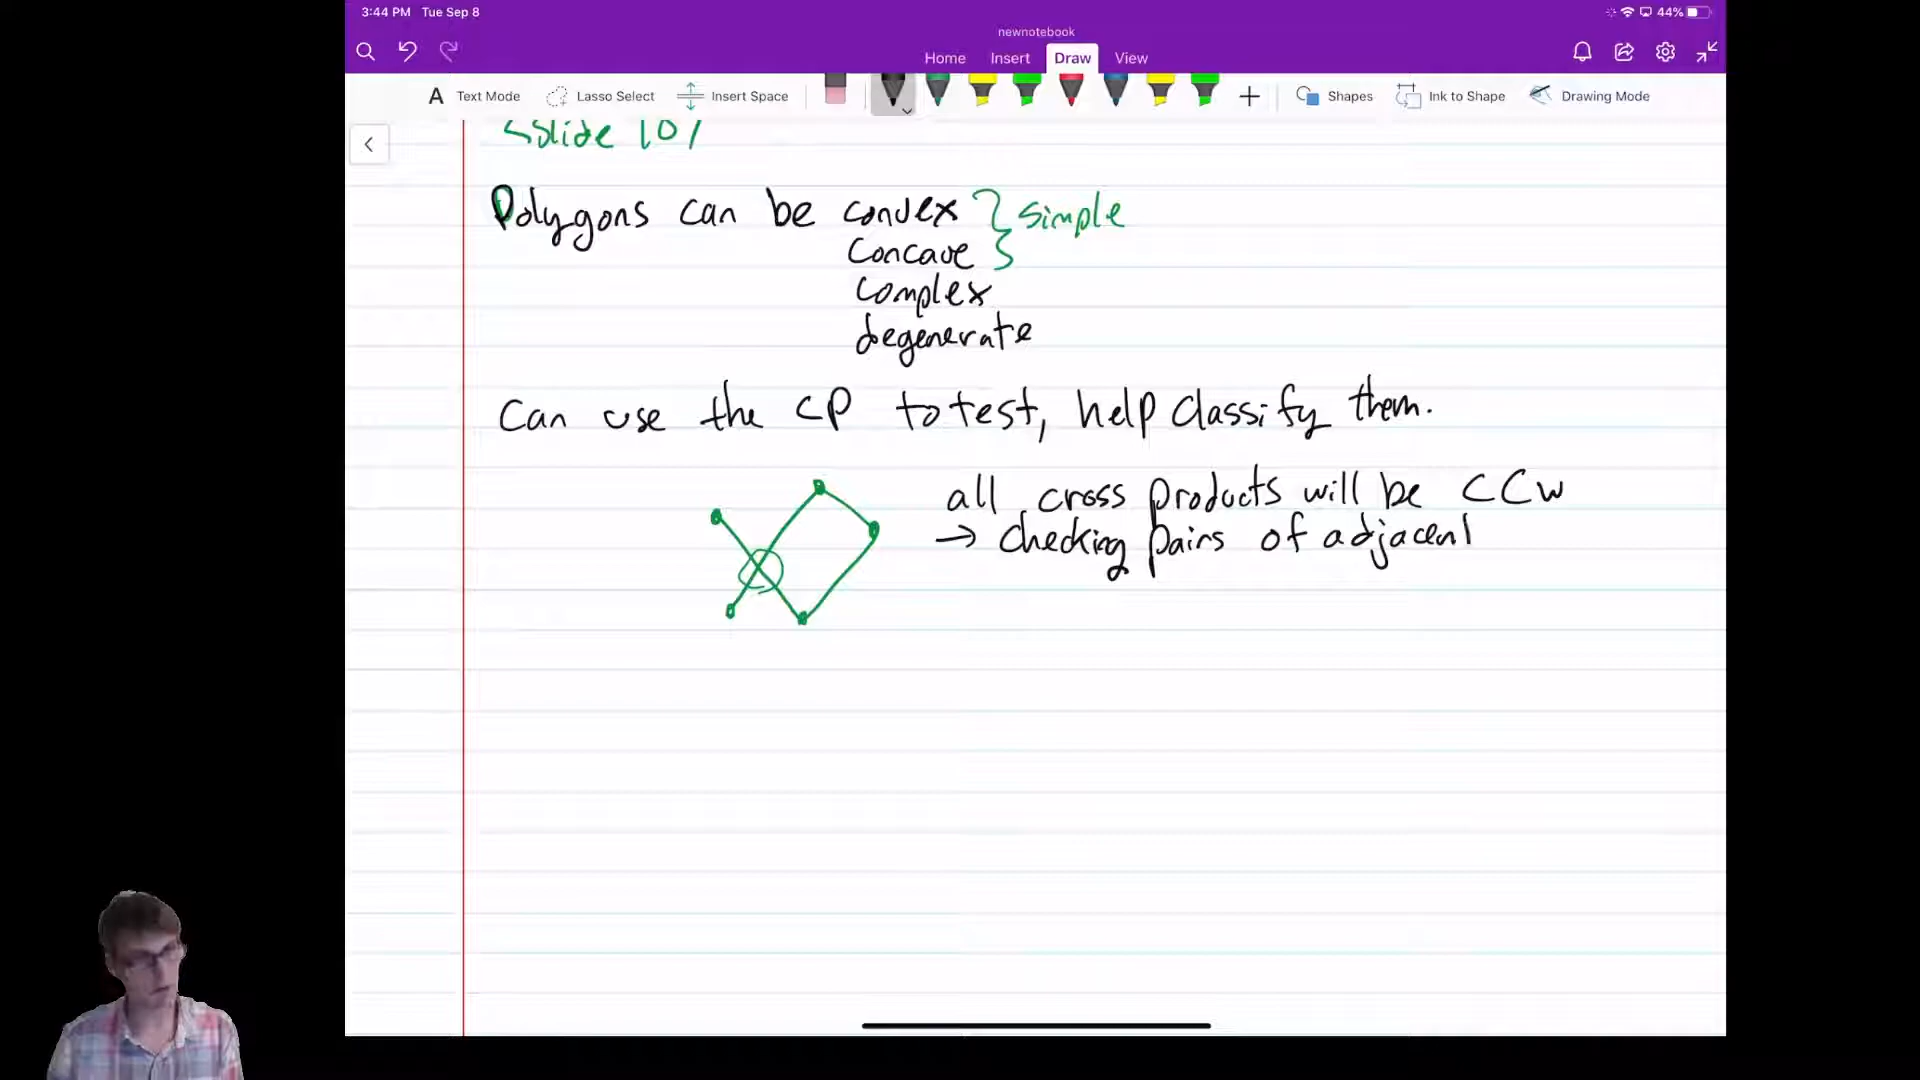 3:44 PM Tue Sep 8
44%
newnotebook
Home Insert Draw View
Text Mode Lasso Select Insert Space Shapes Ink to Shape Drawing Mode
Polygons can be convex } simple
concave
complex
degenerate
Can use the CP to test, help classify them.
all cross products will be CCW
→ checking pairs of adjacent